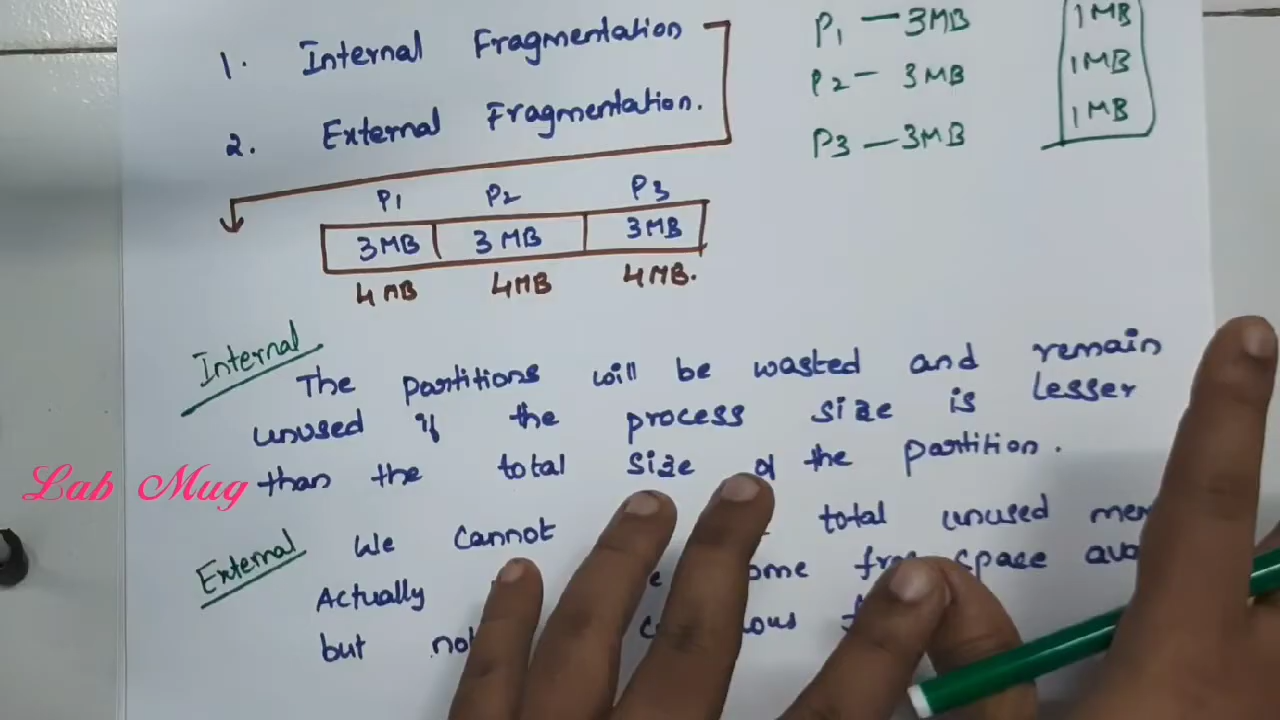 1. Internal Fragmentation
2. External Fragmentation.
P1 — 3MB
P2 — 3MB
P3 — 3MB
1MB
1MB
1MB
P1 P2 P3
3MB 3MB 3MB
4MB 4MB 4MB.
Internal
The partitions will be wasted and remain
unused if the process size is lesser
than the total size of the partition.
Lab Mug
External
We cannot total unused
Actually space
but